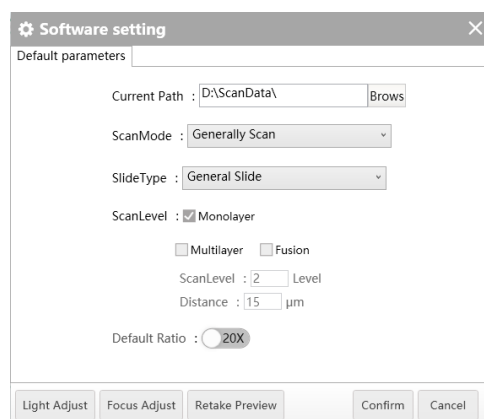 Software setting
Default parameters
Current Path : D:\ScanData\ Brows
ScanMode : Generally Scan
SlideType : General Slide
ScanLevel : Monolayer
Multilayer Fusion
ScanLevel : 2 Level
Distance : 15 μm
Default Ratio : 20X
Light Adjust Focus Adjust Retake Preview Confirm Cancel